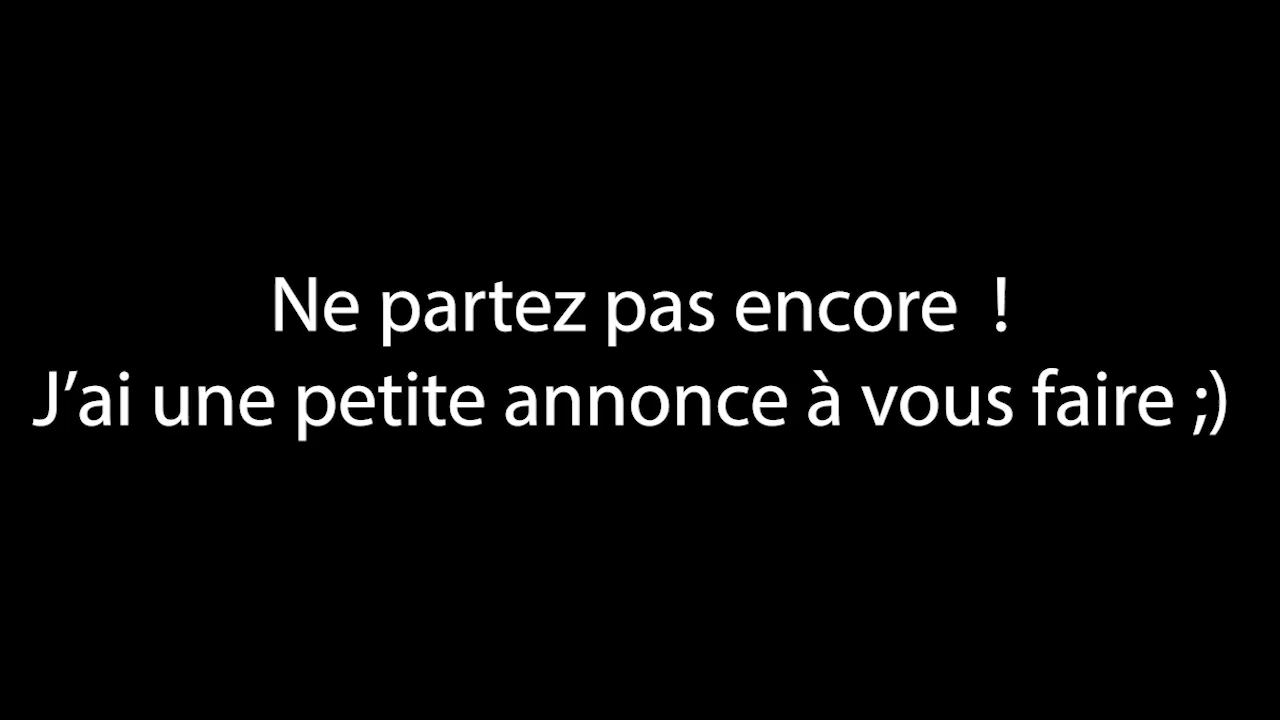 Ne partez pas encore  !
J’ai une petite annonce à vous faire ;)